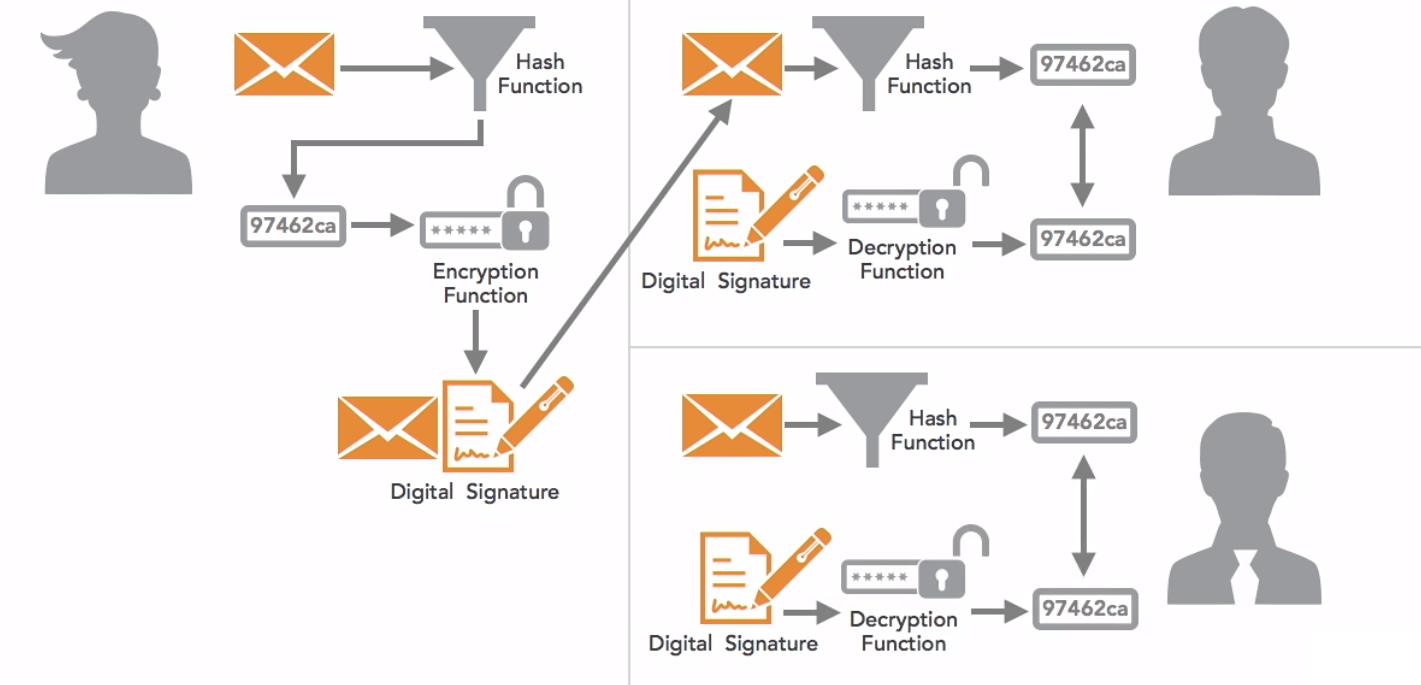 Hash
Function
97462ca
*****
Encryption
Function
Digital Signature
Hash
Function
97462ca
Digital Signature
*****
Decryption
Function
97462ca
Hash
Function
97462ca
Digital Signature
*****
Decryption
Function
97462ca